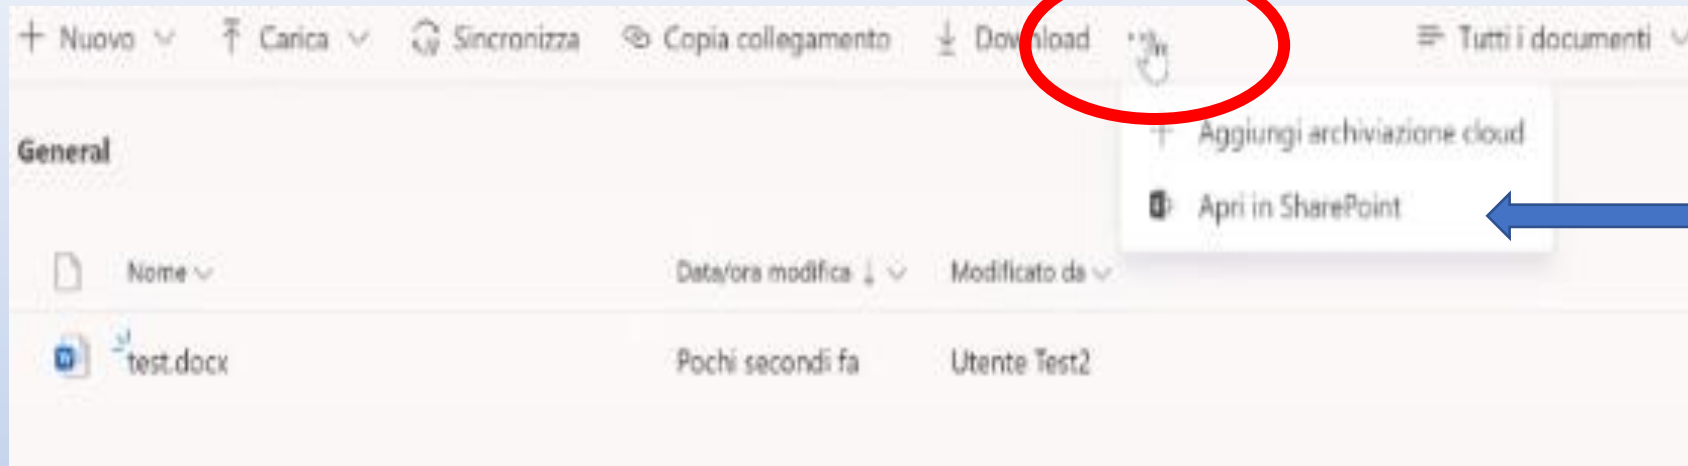 Nuovo Carica Sincronizza Copia collegamento Download ... Tutti i documenti
Aggiungi archiviazione cloud
General
Apri in SharePoint
Nome Data/ora modifica Modificato da
test.docx Pochi secondi fa Utente Test2